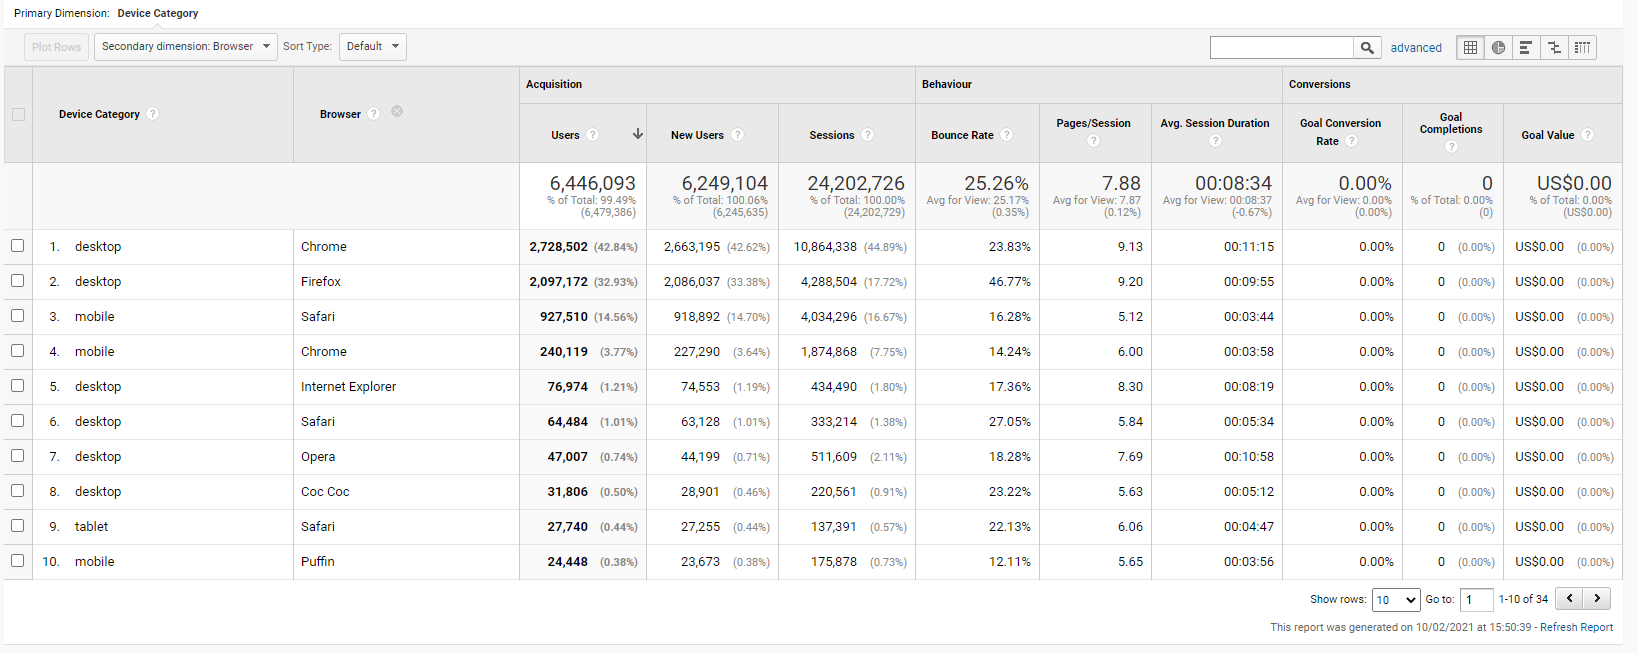 Primary Dimension: Device Category
Plot Rows Secondary dimension: Browser Sort Type: Default advanced
Acquisition Behaviour Conversions
Device Category ? Browser ? Users ? New Users ? Sessions ? Bounce Rate ? Pages/Session ? Avg. Session Duration ? Goal Conversion Rate ? Goal Completions ? Goal Value ?
6,446,093 6,249,104 24,202,726 25.26% 7.88 00:08:34 0.00% 0 US$0.00
% of Total: 99.49% % of Total: 100.06% % of Total: 100.00% Avg for View: 25.17% Avg for View: 7.87 Avg for View: 00:08:37 Avg for View: 0.00% % of Total: 0.00% % of Total: 0.00%
(6,479,386) (6,245,635) (24,202,729) (0.35%) (0.12%) (-0.67%) (0.00%) (0) (US$0.00)
1. desktop Chrome 2,728,502 (42.84%) 2,663,195 (42.62%) 10,864,338 (44.89%) 23.83% 9.13 00:11:15 0.00% 0 (0.00%) US$0.00 (0.00%)
2. desktop Firefox 2,097,172 (32.93%) 2,086,037 (33.38%) 4,288,504 (17.72%) 46.77% 9.20 00:09:55 0.00% 0 (0.00%) US$0.00 (0.00%)
3. mobile Safari 927,510 (14.56%) 918,892 (14.70%) 4,034,296 (16.67%) 16.28% 5.12 00:03:44 0.00% 0 (0.00%) US$0.00 (0.00%)
4. mobile Chrome 240,119 (3.77%) 227,290 (3.64%) 1,874,868 (7.75%) 14.24% 6.00 00:03:58 0.00% 0 (0.00%) US$0.00 (0.00%)
5. desktop Internet Explorer 76,974 (1.21%) 74,553 (1.19%) 434,490 (1.80%) 17.36% 8.30 00:08:19 0.00% 0 (0.00%) US$0.00 (0.00%)
6. desktop Safari 64,484 (1.01%) 63,128 (1.01%) 333,214 (1.38%) 27.05% 5.84 00:05:34 0.00% 0 (0.00%) US$0.00 (0.00%)
7. desktop Opera 47,007 (0.74%) 44,199 (0.71%) 511,609 (2.11%) 18.28% 7.69 00:10:58 0.00% 0 (0.00%) US$0.00 (0.00%)
8. desktop Coc Coc 31,806 (0.50%) 28,901 (0.46%) 220,561 (0.91%) 23.22% 5.63 00:05:12 0.00% 0 (0.00%) US$0.00 (0.00%)
9. tablet Safari 27,740 (0.44%) 27,255 (0.44%) 137,391 (0.57%) 22.13% 6.06 00:04:47 0.00% 0 (0.00%) US$0.00 (0.00%)
10. mobile Puffin 24,448 (0.38%) 23,673 (0.38%) 175,878 (0.73%) 12.11% 5.65 00:03:56 0.00% 0 (0.00%) US$0.00 (0.00%)
Show rows: 10 Go to: 1 1-10 of 34
This report was generated on 10/02/2021 at 15:50:39 - Refresh Report